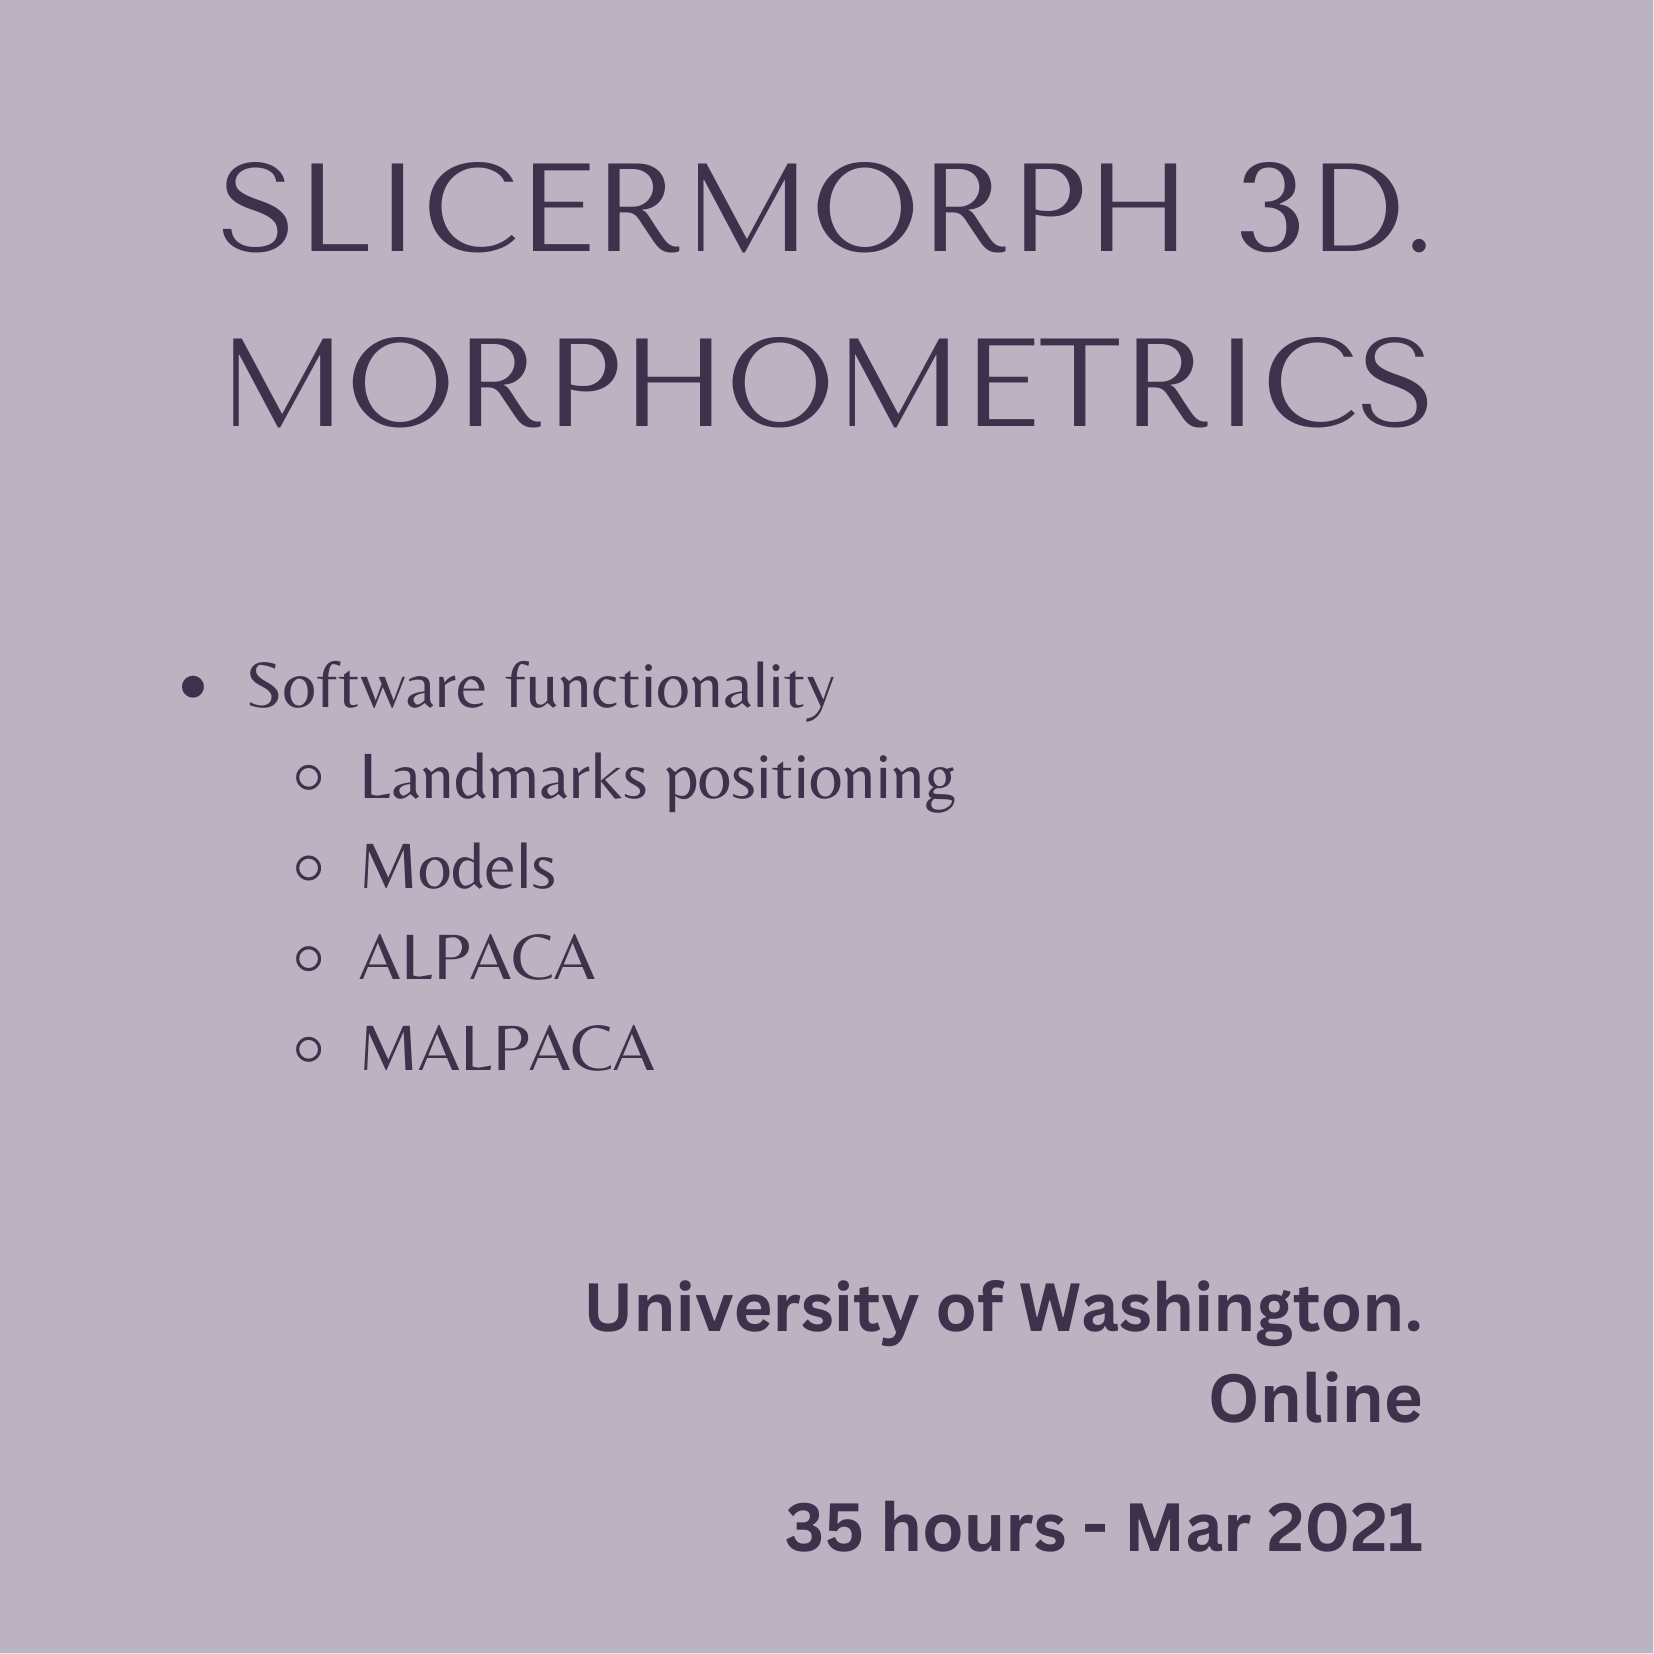 SLICERMORPH 3D.
MORPHOMETRICS
• Software functionality
◦ Landmarks positioning
◦ Models
◦ ALPACA
◦ MALPACA
University of Washington.
Online
35 hours - Mar 2021